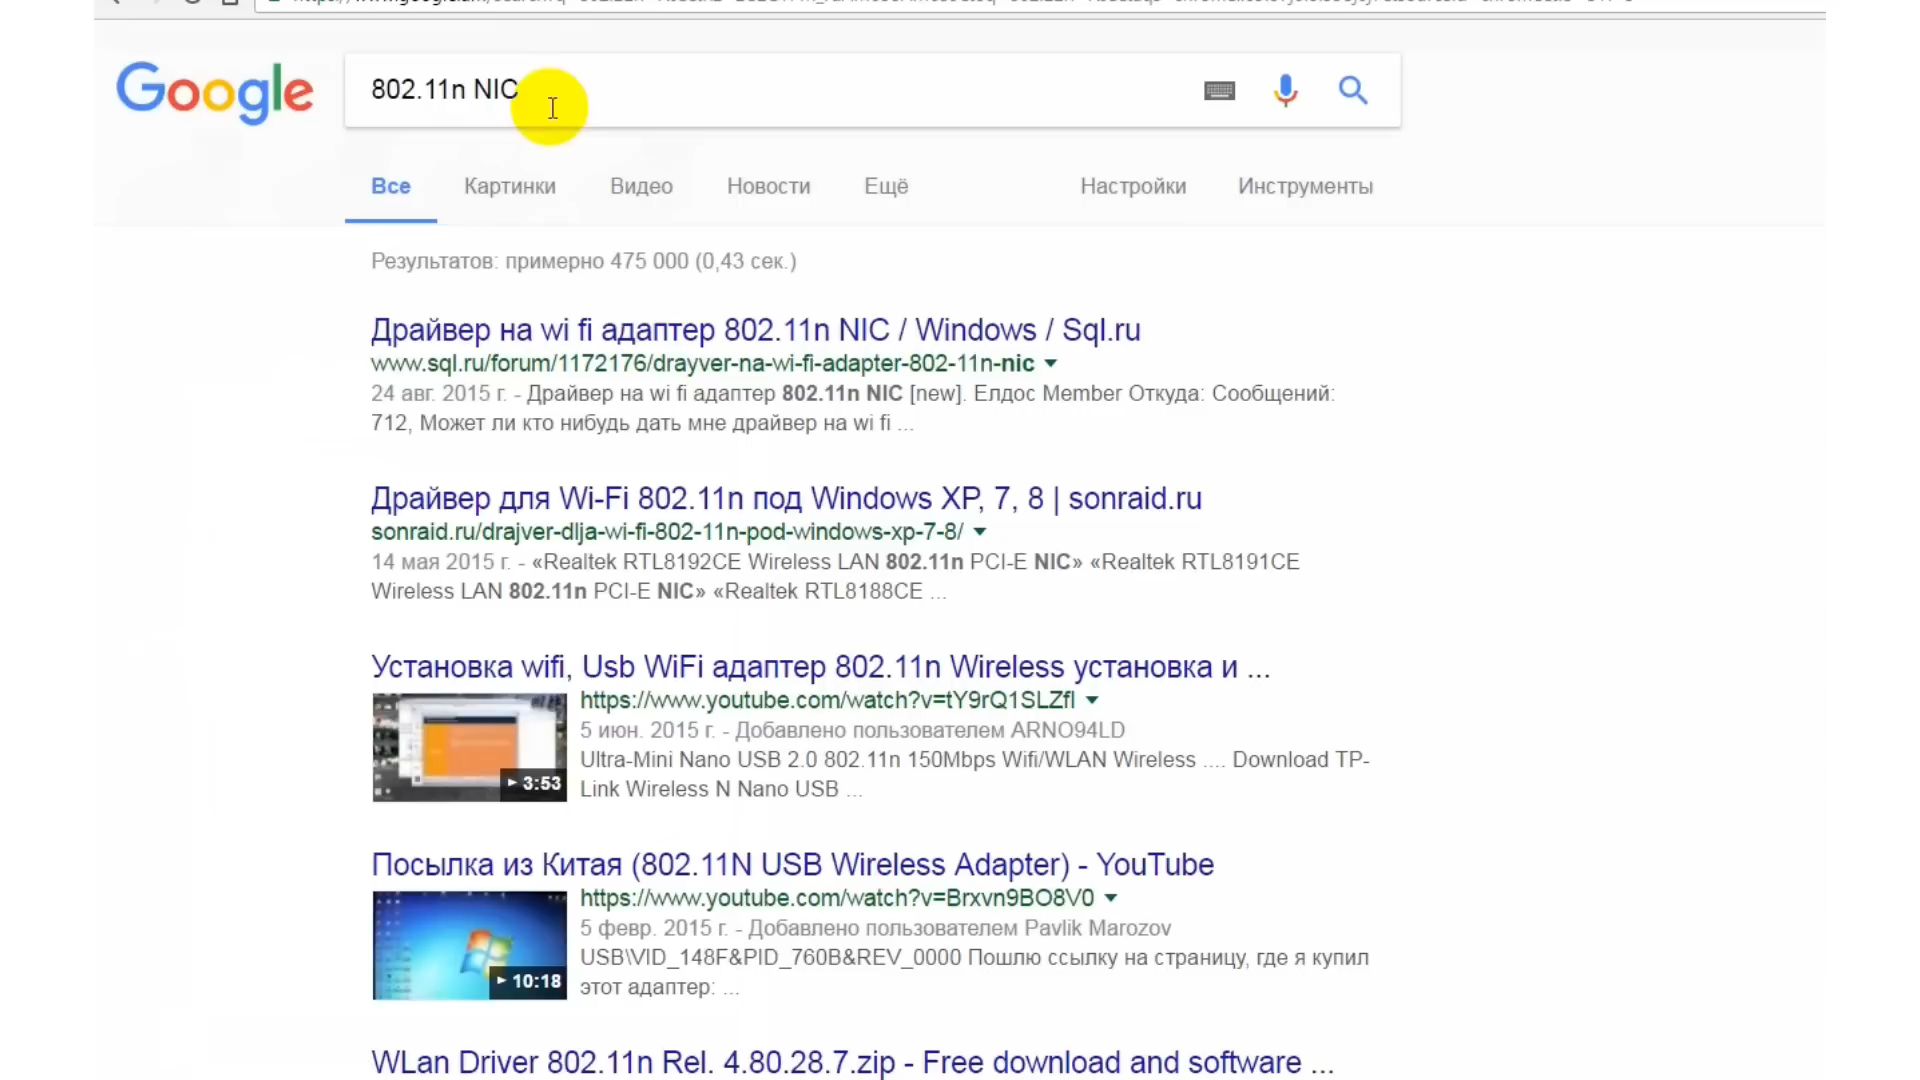 Google
802.11n NIC
Все Картинки Видео Новости Ещё Настройки Инструменты
Результатов: примерно 475 000 (0,43 сек.)
Драйвер на wi fi адаптер 802.11n NIC / Windows / Sql.ru
www.sql.ru/forum/1172176/drayver-na-wi-fi-adapter-802-11n-nic
24 авг. 2015 г. - Драйвер на wi fi адаптер 802.11n NIC [new]. Елдос Member Откуда: Сообщений:
712, Может ли кто нибудь дать мне драйвер на wi fi ...
Драйвер для Wi-Fi 802.11n под Windows XP, 7, 8 | sonraid.ru
sonraid.ru/drajver-dlja-wi-fi-802-11n-pod-windows-xp-7-8/
14 мая 2015 г. - «Realtek RTL8192CE Wireless LAN 802.11n PCI-E NIC» «Realtek RTL8191CE
Wireless LAN 802.11n PCI-E NIC» «Realtek RTL8188CE ...
Установка wifi, Usb WiFi адаптер 802.11n Wireless установка и ...
https://www.youtube.com/watch?v=tY9rQ1SLZfI
5 июн. 2015 г. - Добавлено пользователем ARNO94LD
Ultra-Mini Nano USB 2.0 802.11n 150Mbps Wifi/WLAN Wireless .... Download TP-
Link Wireless N Nano USB ...
3:53
Посылка из Китая (802.11N USB Wireless Adapter) - YouTube
https://www.youtube.com/watch?v=Brxvn9BO8V0
5 февр. 2015 г. - Добавлено пользователем Pavlik Marozov
USB\VID_148F&PID_760B&REV_0000 Пошлю ссылку на страницу, где я купил
этот адаптер: ...
10:18
WLan Driver 802.11n Rel. 4.80.28.7.zip - Free download and software ...